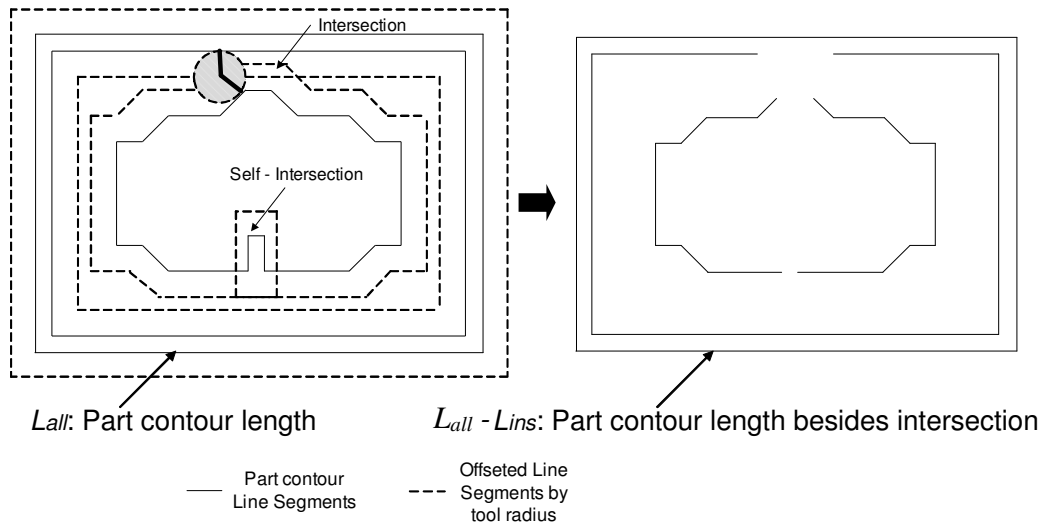 Intersection
Self - Intersection
Lall: Part contour length
Lall - Lins: Part contour length besides intersection
Part contour
Line Segments
Offseted Line
Segments by
tool radius